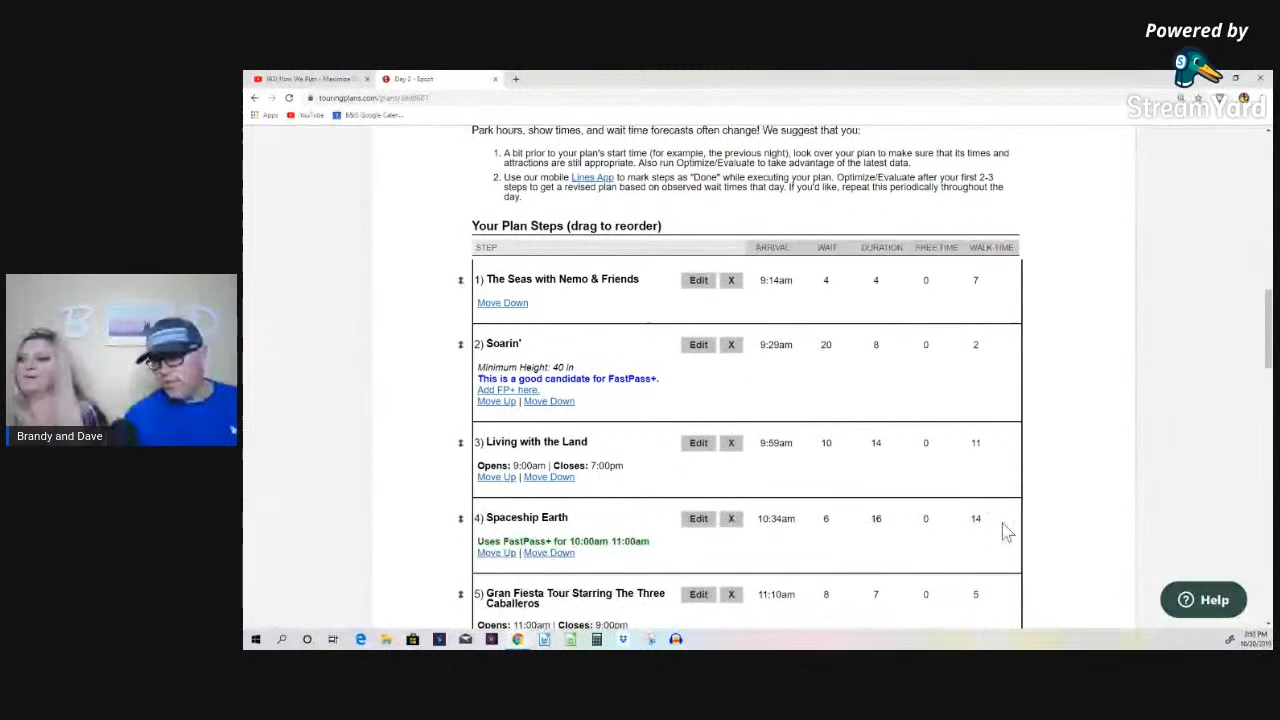 Powered by
StreamYard
Day 2 - Epcot
touringplans.com/plans/
Apps
YouTube
B&G Google Calen...
Park hours, show times, and wait time forecasts often change! We suggest that you:
1. A bit prior to your plan's start time (for example, the previous night), look over your plan to make sure that its times and
attractions are still appropriate. Also run Optimize/Evaluate to take advantage of the latest data.
2. Use our mobile Lines App to mark steps as "Done" while executing your plan. Optimize/Evaluate after your first 2-3
steps to get a revised plan based on observed wait times that day. If you'd like, repeat this periodically throughout the
day.
Your Plan Steps (drag to reorder)
STEP ARRIVAL WAIT DURATION FREE TIME WALK TIME
1) The Seas with Nemo & Friends Edit X 9:14am 4 4 0 7
Move Down
2) Soarin' Edit X 9:29am 20 8 0 2
Minimum Height: 40 in
This is a good candidate for FastPass+.
Add FP+ here.
Move Up | Move Down
3) Living with the Land Edit X 9:59am 10 14 0 11
Opens: 9:00am | Closes: 7:00pm
Move Up | Move Down
4) Spaceship Earth Edit X 10:34am 6 16 0 14
Uses FastPass+ for 10:00am 11:00am
Move Up | Move Down
5) Gran Fiesta Tour Starring The Three Edit X 11:10am 8 7 0 5
Caballeros
Opens: 11:00am | Closes: 9:00pm
Brandy and Dave
Help